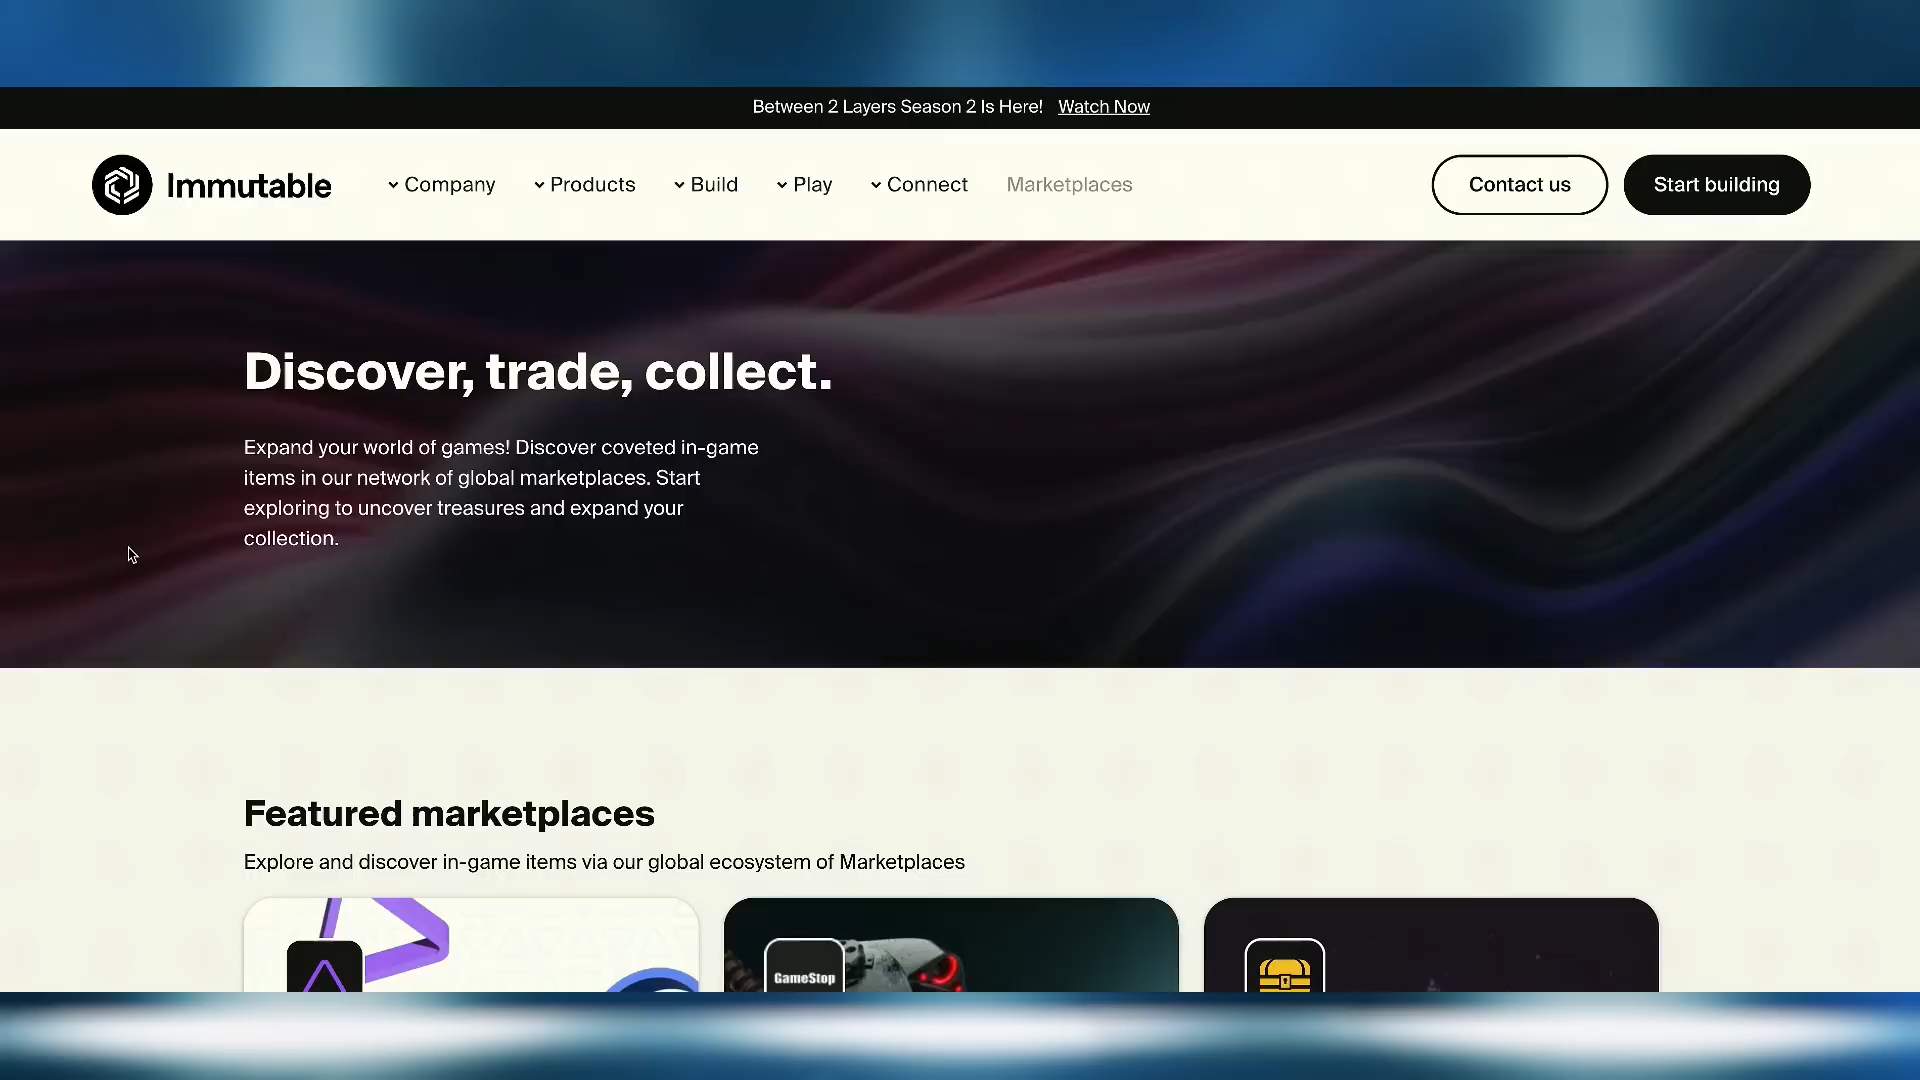 Between 2 Layers Season 2 Is Here! Watch Now
Immutable Company Products Build Play Connect Marketplaces Contact us Start building
Discover, trade, collect.
Expand your world of games! Discover coveted in-game
items in our network of global marketplaces. Start
exploring to uncover treasures and expand your
collection.
Featured marketplaces
Explore and discover in-game items via our global ecosystem of Marketplaces
GameStop